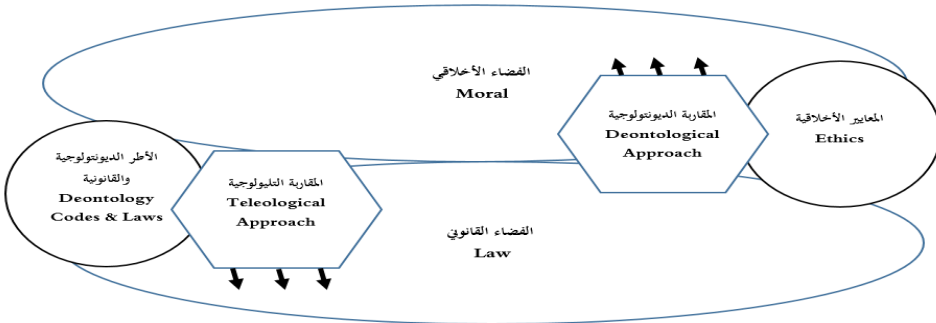 الفضاء الأخلاقي
Moral
المقاربة الديونتولوجية
Deontological
Approach
المعايير الأخلاقية
Ethics
الأطر الديونتولوجية
والقانونية
Deontology
Codes & Laws
المقاربة التليولوجية
Teleological
Approach
الفضاء القانوني
Law